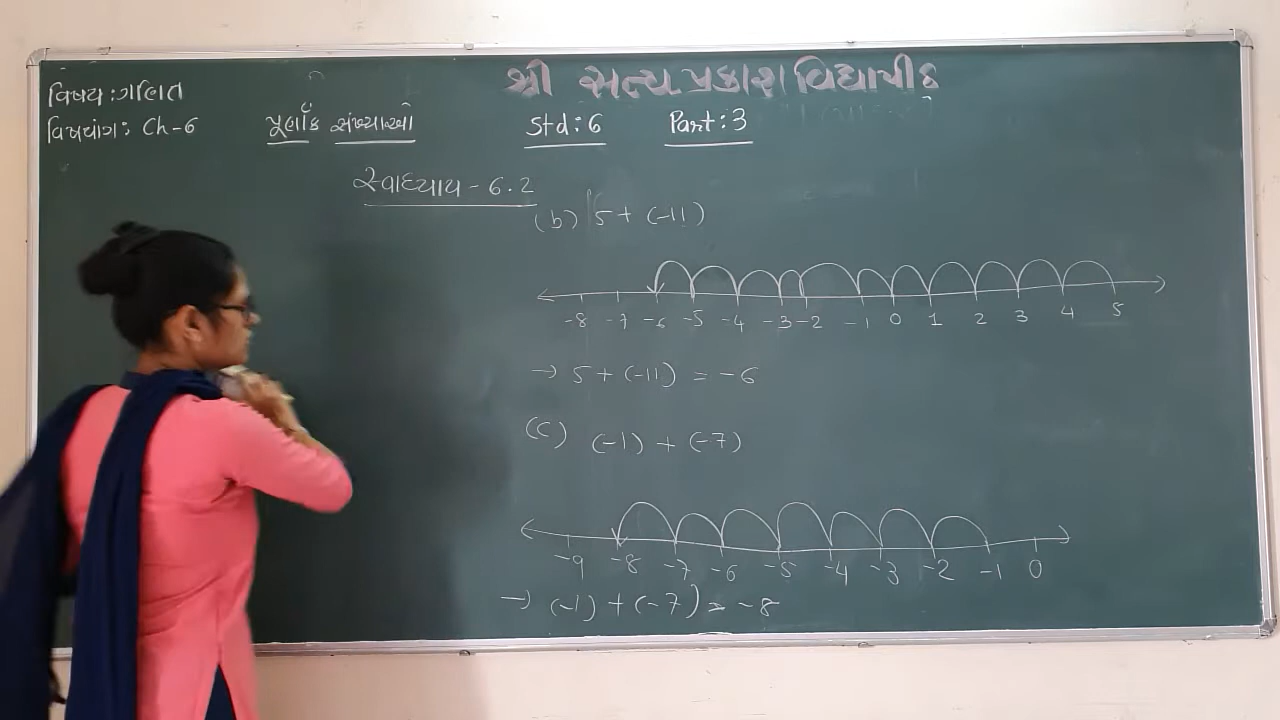 શ્રી સત્ય પ્રકાશ વિદ્યાપીઠ
વિષય : ગણિત
વિષયાંગ : Ch-6 પૂર્ણાંક સંખ્યાઓ Std : 6 Part : 3
સ્વાધ્યાય - 6.2
(b) 5 + (-11)
-8 -7 -6 -5 -4 -3 -2 -1 0 1 2 3 4 5
→ 5 + (-11) = -6
(c) (-1) + (-7)
-9 -8 -7 -6 -5 -4 -3 -2 -1 0
→ (-1) + (-7) = -8